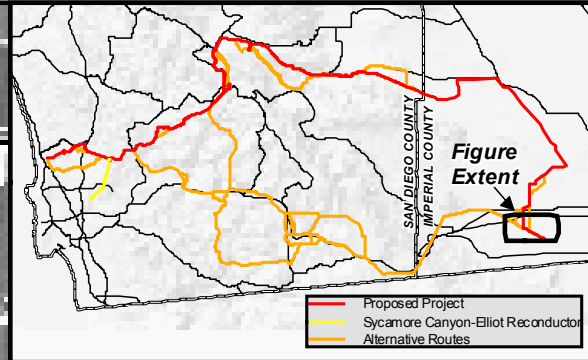 SAN DIEGO COUNTY
IMPERIAL COUNTY
Figure
Extent
Proposed Project
Sycamore Canyon-Elliot Reconductor
Alternative Routes